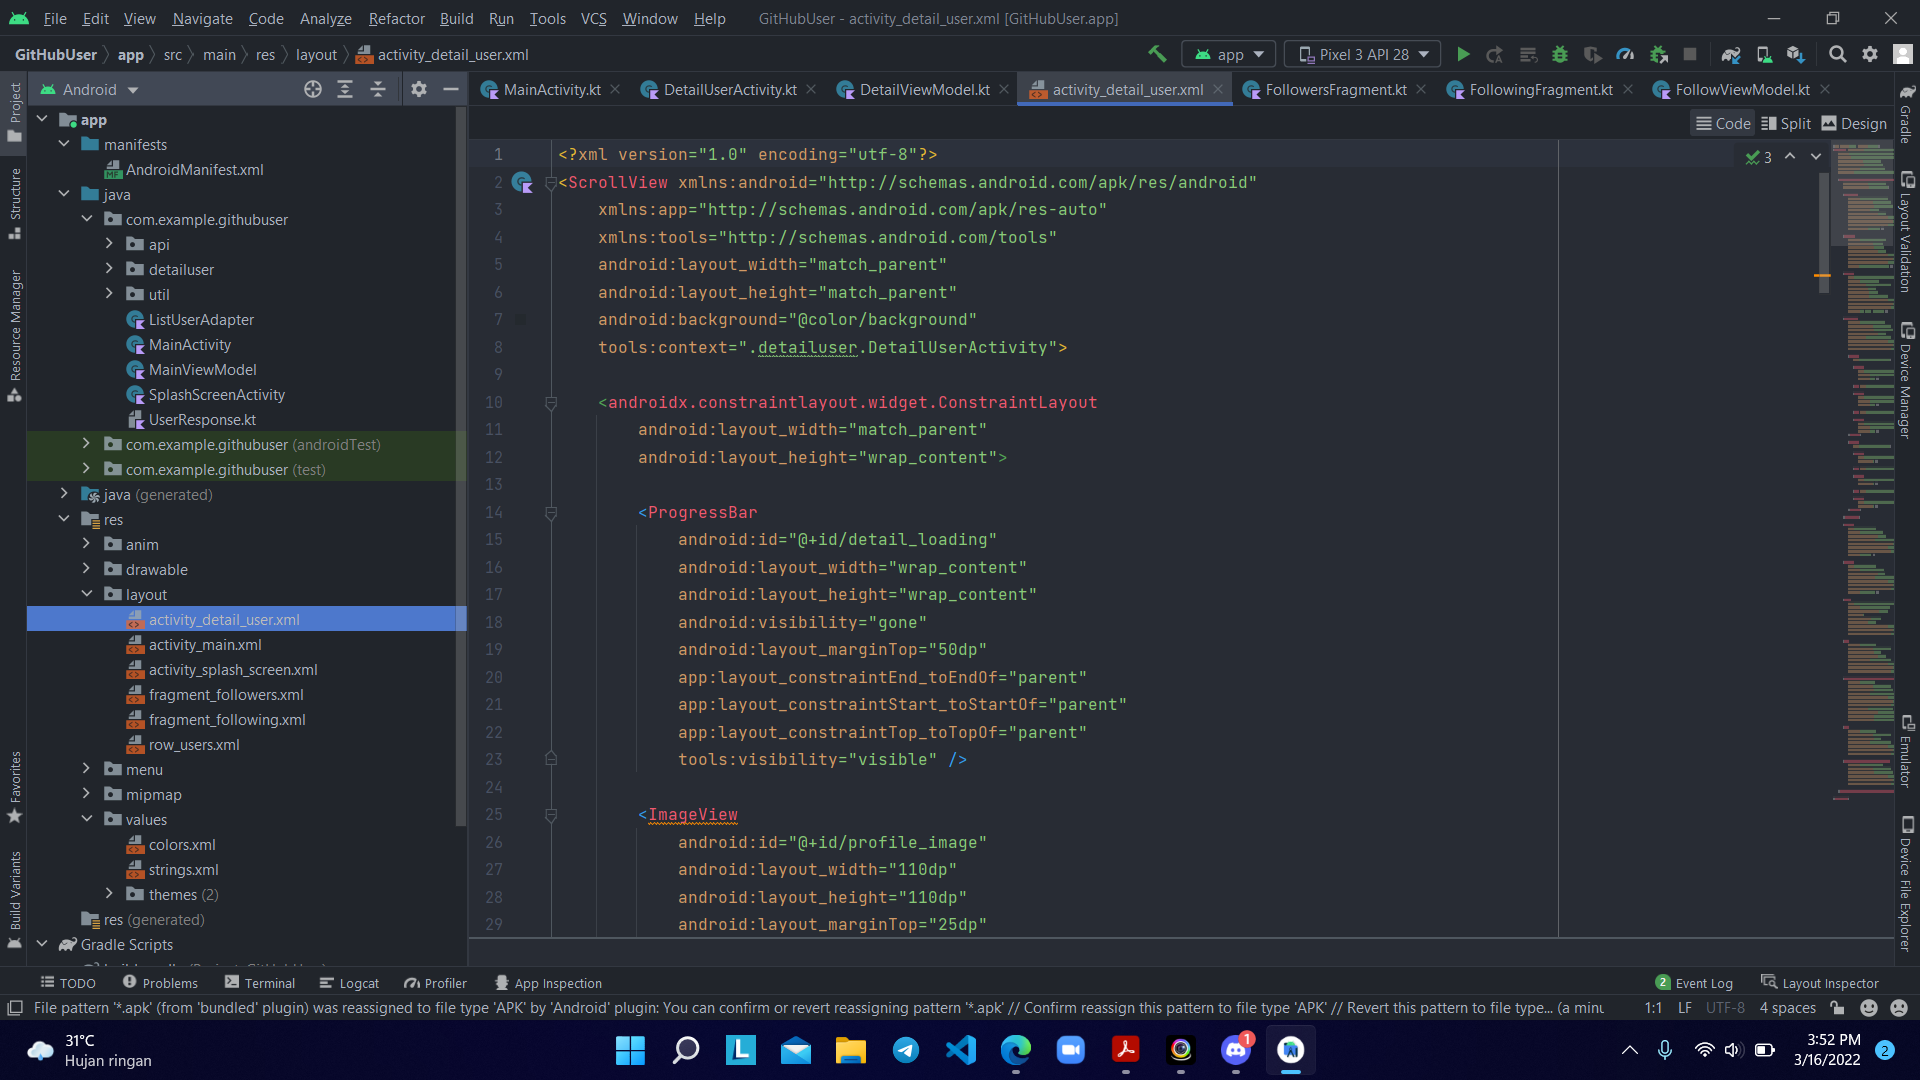 File Edit View Navigate Code Analyze Refactor Build Run Tools VCS Window Help GitHubUser - activity_detail_user.xml [GitHubUser.app]
GitHubUser app src main res layout activity_detail_user.xml app Pixel 3 API 28
Project
Structure
Resource Manager
Favorites
Build Variants
Android
app
manifests
AndroidManifest.xml
java
com.example.githubuser
api
detailuser
util
ListUserAdapter
MainActivity
MainViewModel
SplashScreenActivity
UserResponse.kt
com.example.githubuser (androidTest)
com.example.githubuser (test)
java (generated)
res
anim
drawable
layout
activity_detail_user.xml
activity_main.xml
activity_splash_screen.xml
fragment_followers.xml
fragment_following.xml
row_users.xml
menu
mipmap
values
colors.xml
strings.xml
themes (2)
res (generated)
Gradle Scripts
MainActivity.kt DetailUserActivity.kt DetailViewModel.kt activity_detail_user.xml FollowersFragment.kt FollowingFragment.kt FollowViewModel.kt
Code Split Design
3
1 <?xml version="1.0" encoding="utf-8"?>
2 <ScrollView xmlns:android="http://schemas.android.com/apk/res/android"
3 xmlns:app="http://schemas.android.com/apk/res-auto"
4 xmlns:tools="http://schemas.android.com/tools"
5 android:layout_width="match_parent"
6 android:layout_height="match_parent"
7 android:background="@color/background"
8 tools:context=".detailuser.DetailUserActivity">
9
10 <androidx.constraintlayout.widget.ConstraintLayout
11 android:layout_width="match_parent"
12 android:layout_height="wrap_content">
13
14 <ProgressBar
15 android:id="@+id/detail_loading"
16 android:layout_width="wrap_content"
17 android:layout_height="wrap_content"
18 android:visibility="gone"
19 android:layout_marginTop="50dp"
20 app:layout_constraintEnd_toEndOf="parent"
21 app:layout_constraintStart_toStartOf="parent"
22 app:layout_constraintTop_toTopOf="parent"
23 tools:visibility="visible" />
24
25 <ImageView
26 android:id="@+id/profile_image"
27 android:layout_width="110dp"
28 android:layout_height="110dp"
29 android:layout_marginTop="25dp"
Gradle
Layout Validation
Device Manager
Emulator
Device File Explorer
TODO Problems Terminal Logcat Profiler App Inspection 2 Event Log Layout Inspector
File pattern '*.apk' (from 'bundled' plugin) was reassigned to file type 'APK' by 'Android' plugin: You can confirm or revert reassigning pattern '*.apk' // Confirm reassign this pattern to file type 'APK' // Revert this pattern to file type... (a minu 1:1 LF UTF-8 4 spaces
31°C
Hujan ringan
L
1
3:52 PM
3/16/2022
2